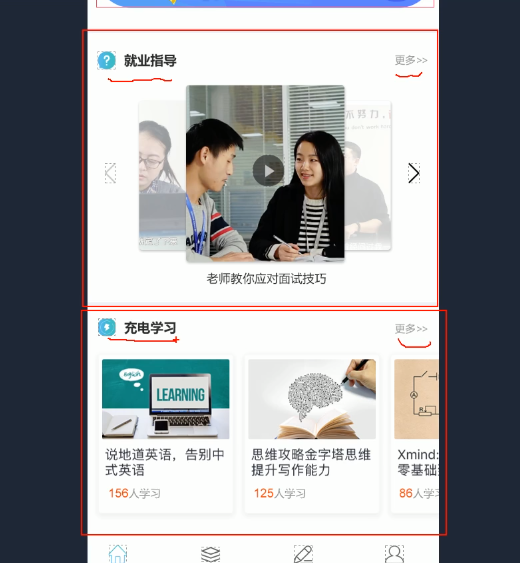 就业指导
更多>>
老师教你应对面试技巧
充电学习
更多>>
LEARNING
说地道英语，告别中
式英语
156人学习
思维攻略金字塔思维
提升写作能力
125人学习
Xmind:
零基础
86人学